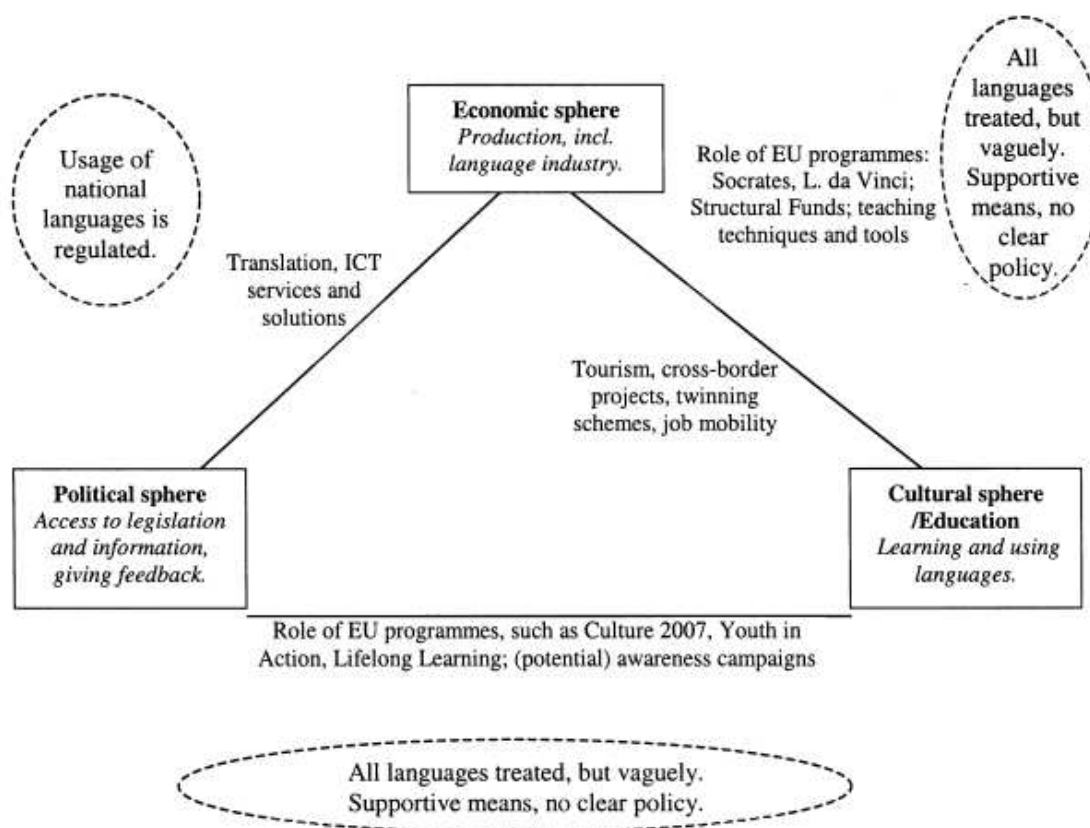 Economic sphere
Production, incl.
language industry.
All
languages
treated, but
vaguely.
Supportive
means, no
clear
policy.
Usage of
national
languages is
regulated.
Role of EU programmes:
Socrates, L. da Vinci;
Structural Funds; teaching
techniques and tools
Translation, ICT
services and
solutions
Tourism, cross-border
projects, twinning
schemes, job mobility
Political sphere
Access to legislation
and information,
giving feedback.
Cultural sphere
/Education
Learning and using
languages.
Role of EU programmes, such as Culture 2007, Youth in
Action, Lifelong Learning; (potential) awareness campaigns
All languages treated, but vaguely.
Supportive means, no clear policy.